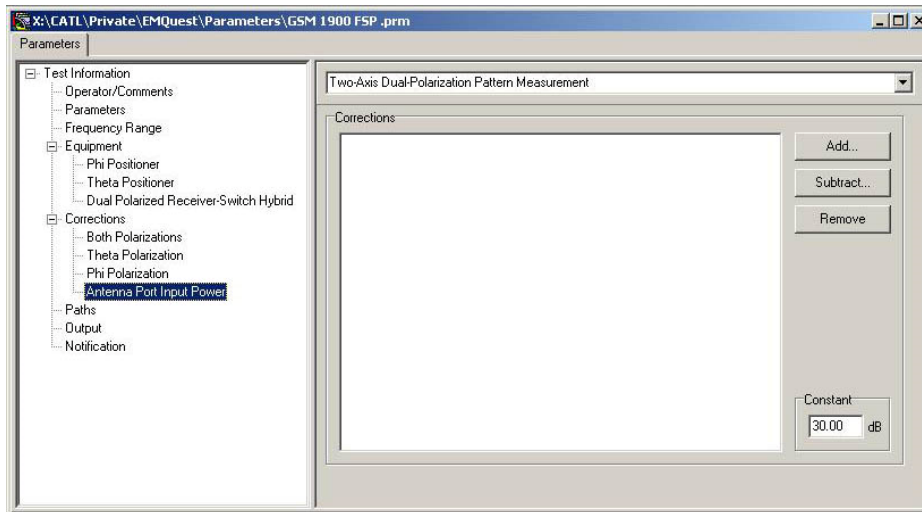 X:\CATL\Private\EMQuest\Parameters\GSM 1900 FSP .prm
Parameters
Test Information
Operator/Comments
Parameters
Frequency Range
Equipment
Phi Positioner
Theta Positioner
Dual Polarized Receiver-Switch Hybrid
Corrections
Both Polarizations
Theta Polarization
Phi Polarization
Antenna Port Input Power
Paths
Output
Notification
Two-Axis Dual-Polarization Pattern Measurement
Corrections
Add...
Subtract...
Remove
Constant
30.00 dB